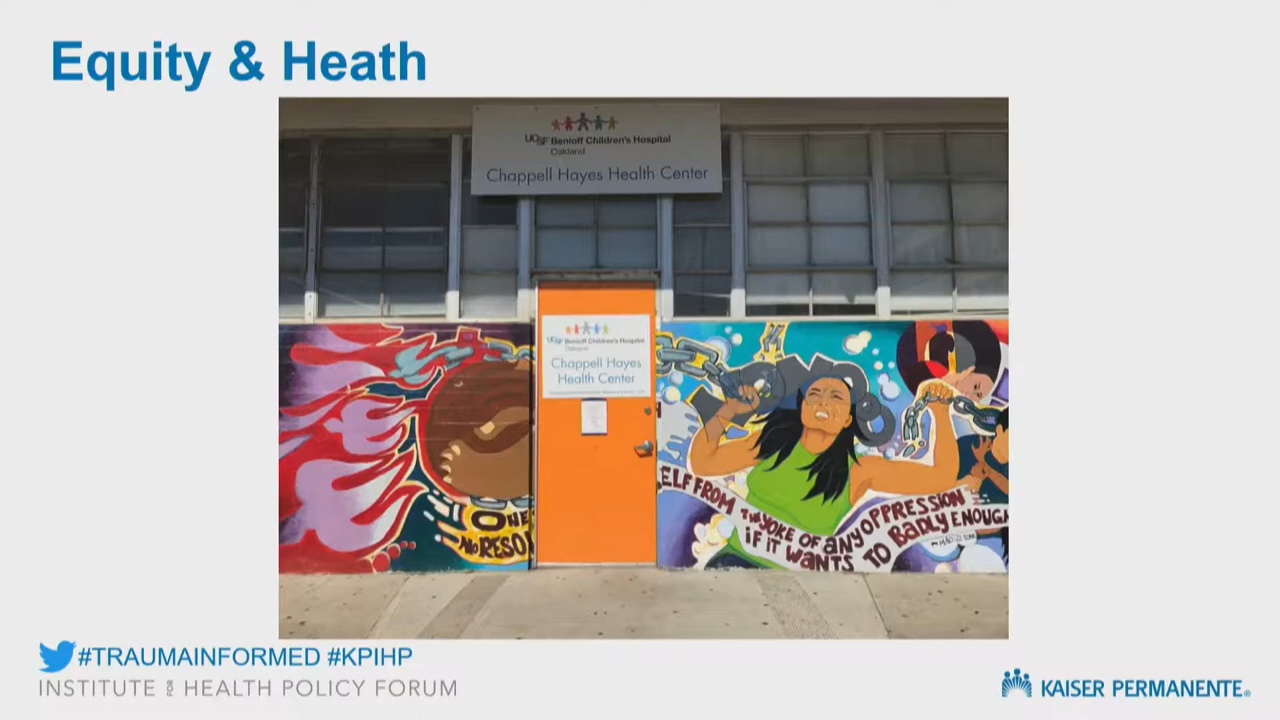 Equity & Heath
UCSF Benioff Children's Hospital
Oakland
Chappell Hayes Health Center
UCSF Benioff Children's Hospital
Oakland
Chappell Hayes
Health Center
ONE
NO RESO
ELF FROM THE YOKE OF ANY OPPRESSION
IF IT WANTS TO BADLY ENOUGH
#TRAUMAINFORMED #KPIHP
INSTITUTE FOR HEALTH POLICY FORUM
KAISER PERMANENTE®